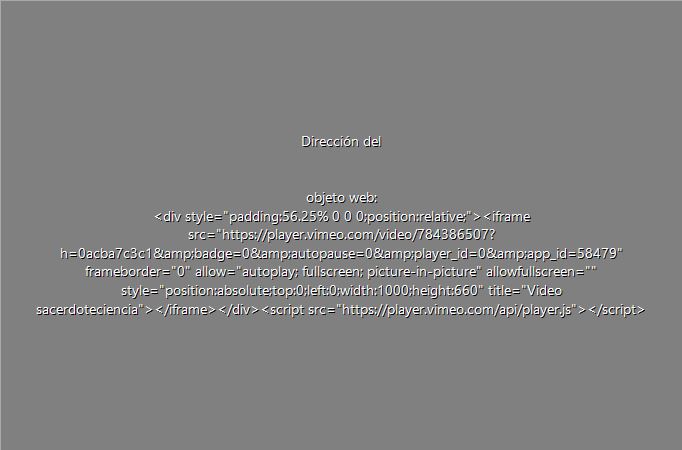 Dirección del
objeto web:
<div style="padding:56.25% 0 0 0;position:relative;"><iframe
src="https://player.vimeo.com/video/784386507?
h=0acba7c3c1&amp;badge=0&amp;autopause=0&amp;player_id=0&amp;app_id=58479"
frameborder="0" allow="autoplay; fullscreen; picture-in-picture" allowfullscreen=""
style="position:absolute;top:0;left:0;width:1000;height:660" title="Video
sacerdoteciencia"></iframe></div><script src="https://player.vimeo.com/api/player.js"></script>